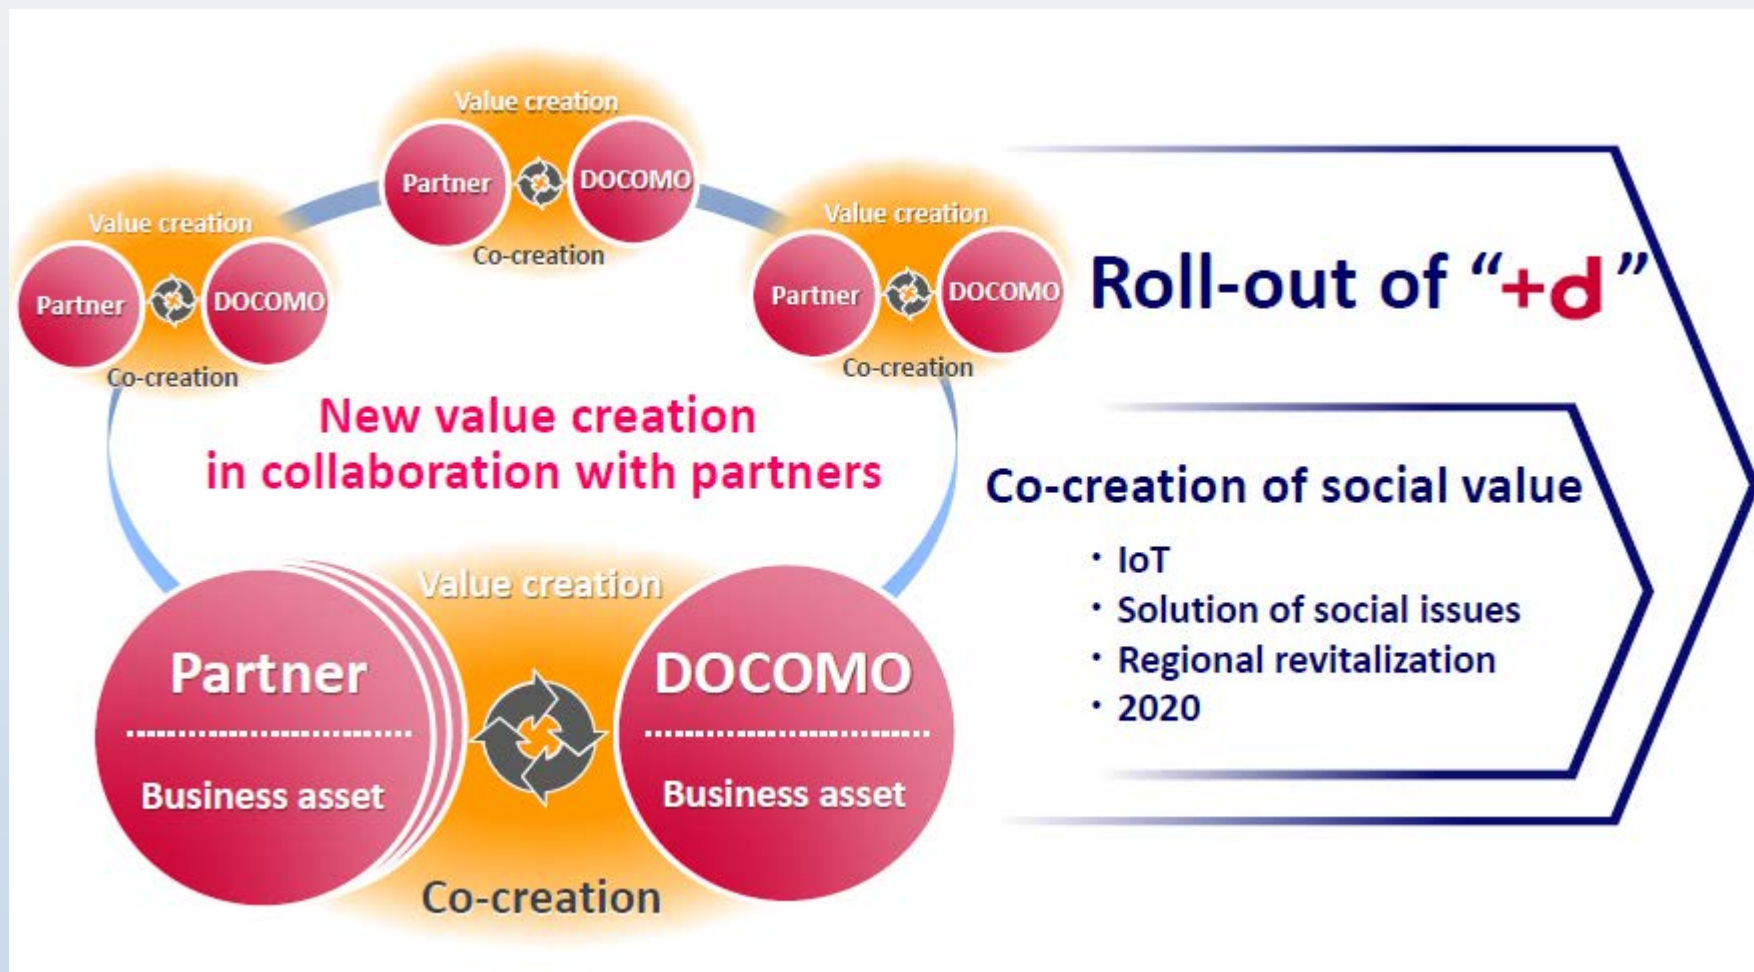 Value creation
Partner
DOCOMO
Co-creation
Value creation
Partner
DOCOMO
Co-creation
Value creation
Partner
DOCOMO
Co-creation
New value creation
in collaboration with partners
Value creation
Partner
Business asset
DOCOMO
Business asset
Co-creation
Roll-out of “+d”
Co-creation of social value
・IoT
・Solution of social issues
・Regional revitalization
・2020